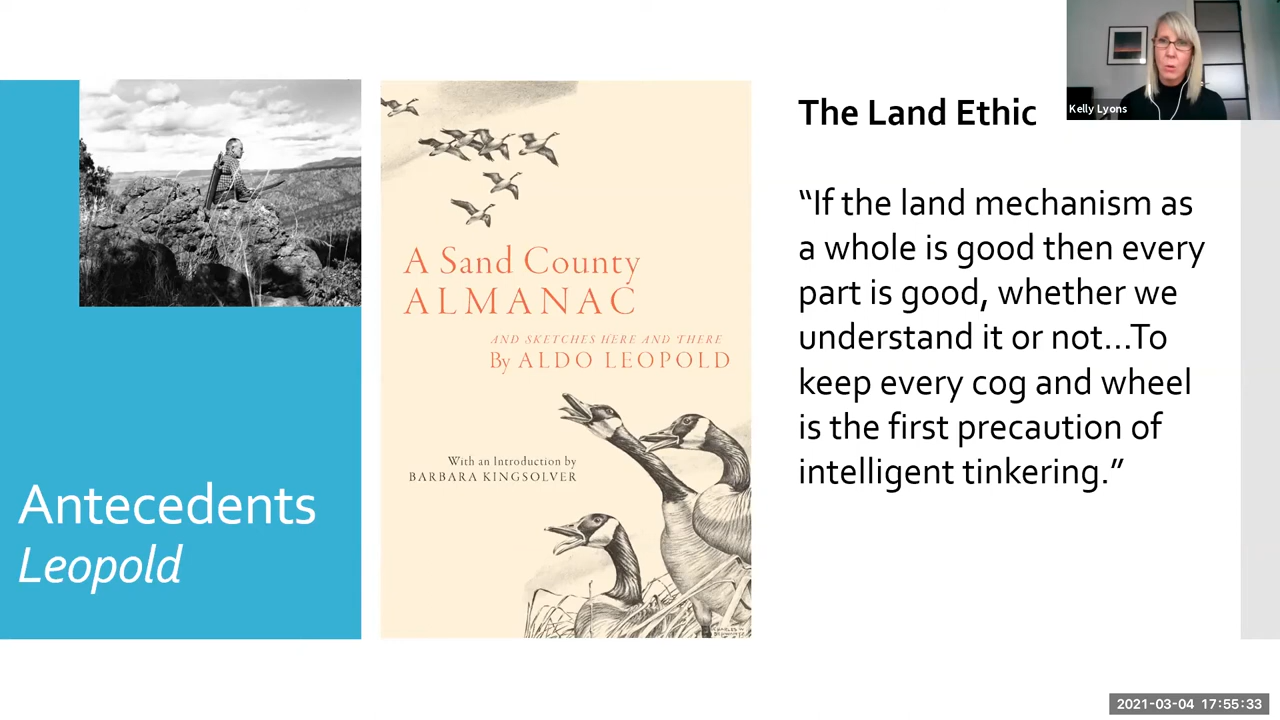 Antecedents
Leopold
A Sand County
ALMANAC
AND SKETCHES HERE AND THERE
By ALDO LEOPOLD
With an Introduction by
BARBARA KINGSOLVER
The Land Ethic
“If the land mechanism as
a whole is good then every
part is good, whether we
understand it or not…To
keep every cog and wheel
is the first precaution of
intelligent tinkering.”
Kelly Lyons
2021-03-04 17:55:33